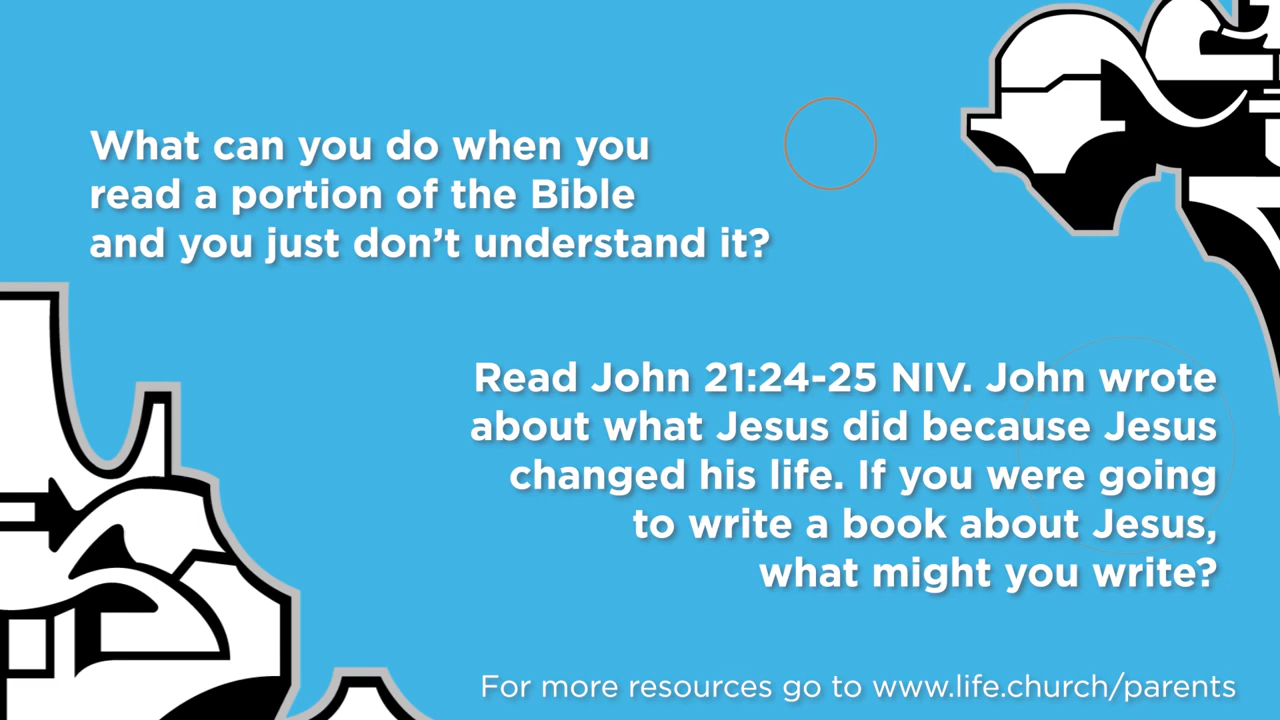 What can you do when you
read a portion of the Bible
and you just don’t understand it?
Read John 21:24-25 NIV. John wrote
about what Jesus did because Jesus
changed his life. If you were going
to write a book about Jesus,
what might you write?
For more resources go to www.life.church/parents